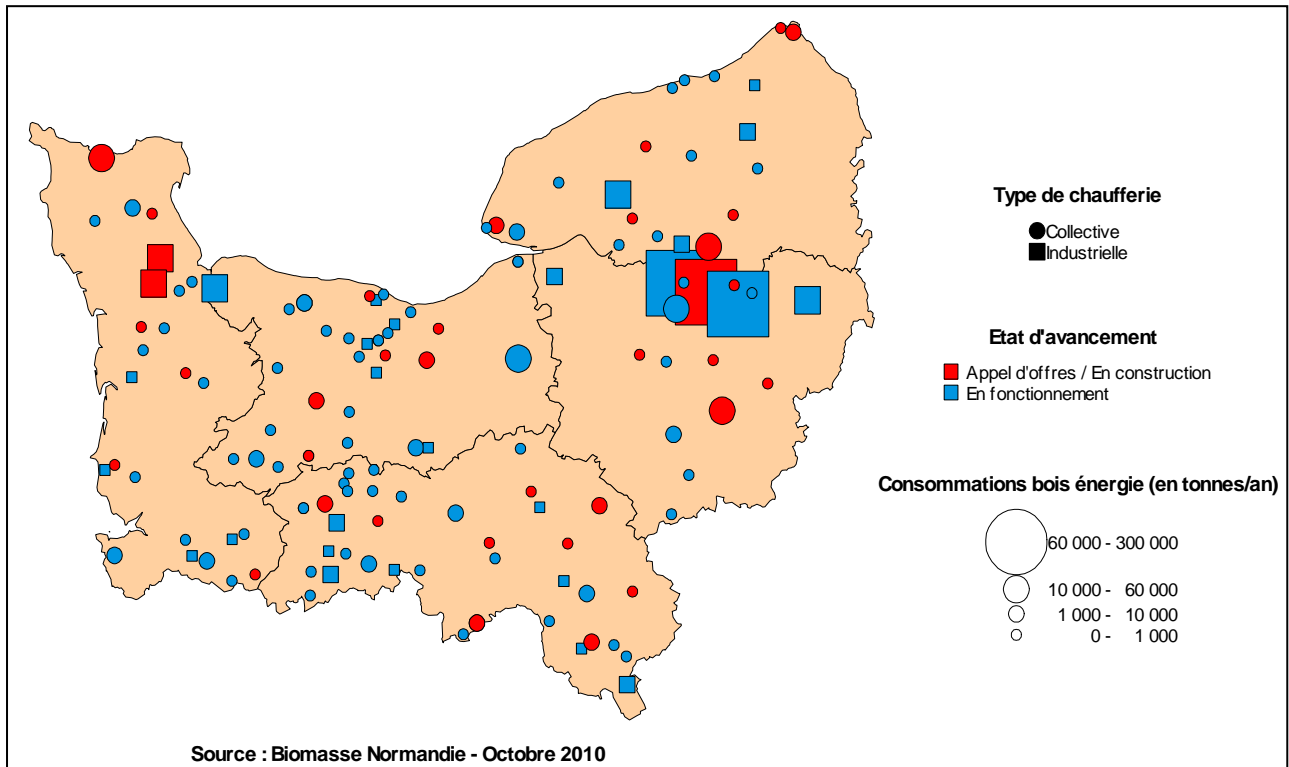 Type de chaufferie
Collective
Industrielle
Etat d'avancement
Appel d'offres / En construction
En fonctionnement
Consommations bois énergie (en tonnes/an)
60 000 - 300 000
10 000 - 60 000
1 000 - 10 000
0 - 1 000
Source : Biomasse Normandie - Octobre 2010